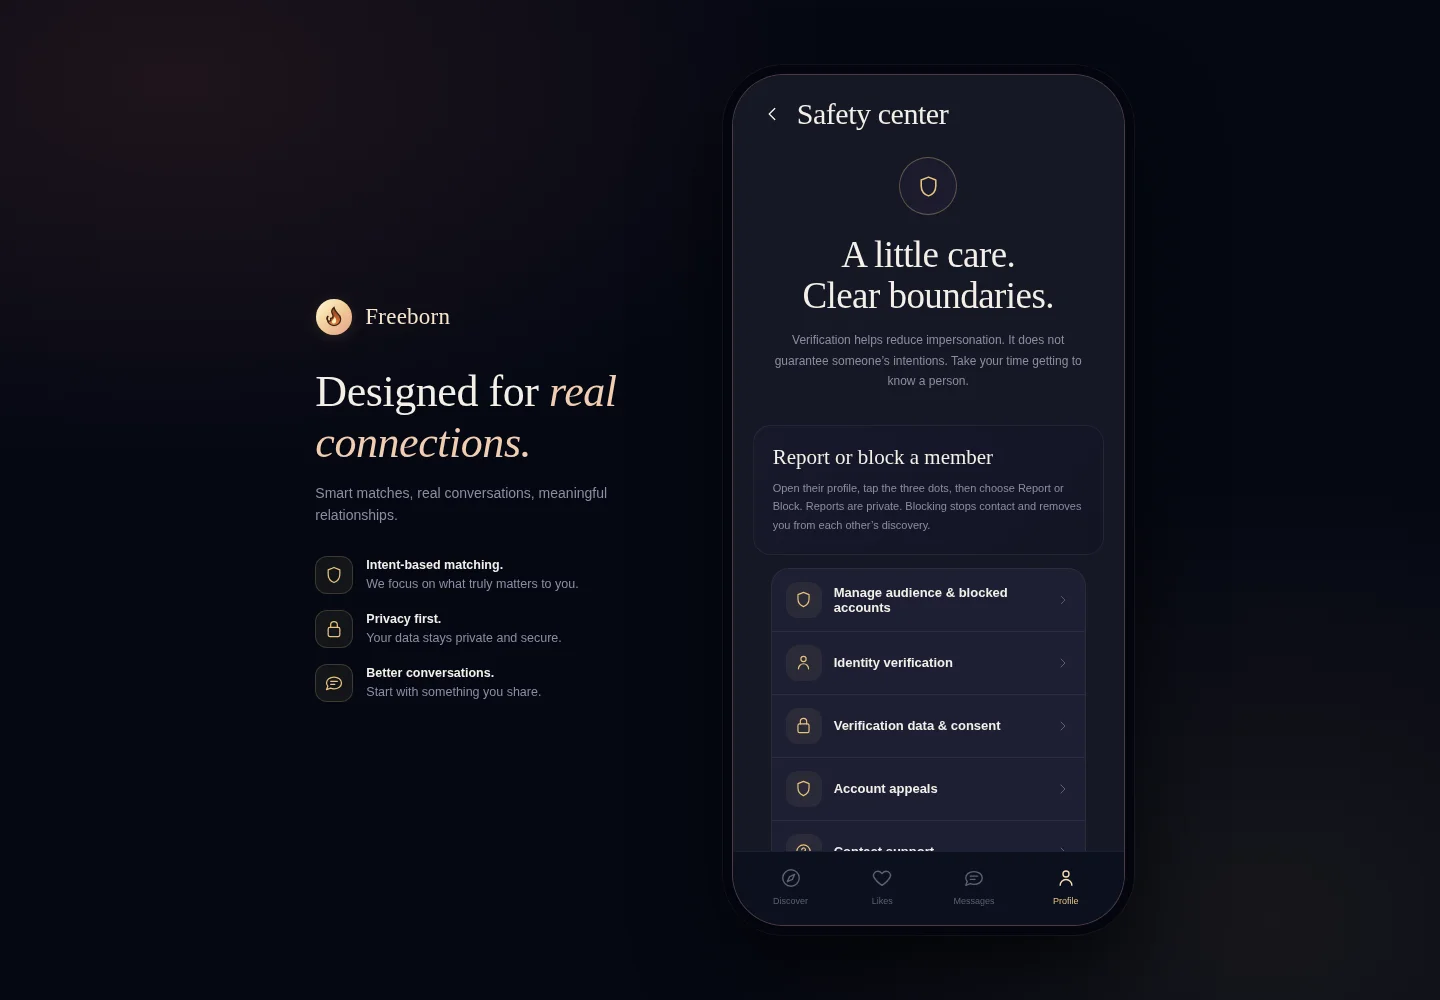 Freeborn
Designed for real
connections.
Smart matches, real conversations, meaningful
relationships.
Intent-based matching.
We focus on what truly matters to you.
Privacy first.
Your data stays private and secure.
Better conversations.
Start with something you share.
Safety center
A little care.
Clear boundaries.
Verification helps reduce impersonation. It does not
guarantee someone’s intentions. Take your time getting to
know a person.
Report or block a member
Open their profile, tap the three dots, then choose Report or
Block. Reports are private. Blocking stops contact and removes
you from each other’s discovery.
Manage audience & blocked
accounts
Identity verification
Verification data & consent
Account appeals
Contact support
Discover
Likes
Messages
Profile